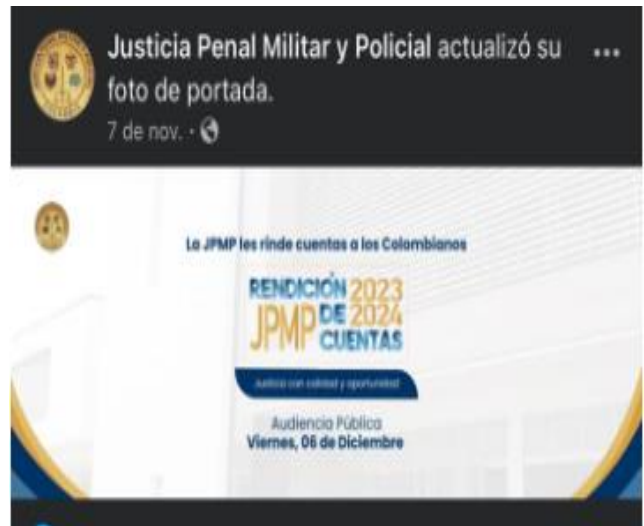 Justicia Penal Militar y Policial actualizó su
foto de portada.
7 de nov. ·
La JPMP les rinde cuentas a los Colombianos
RENDICIÓN 2023
JPMP DE 2024
CUENTAS
Justicia con calidad y oportunidad
Audiencia Pública
Viernes, 06 de Diciembre